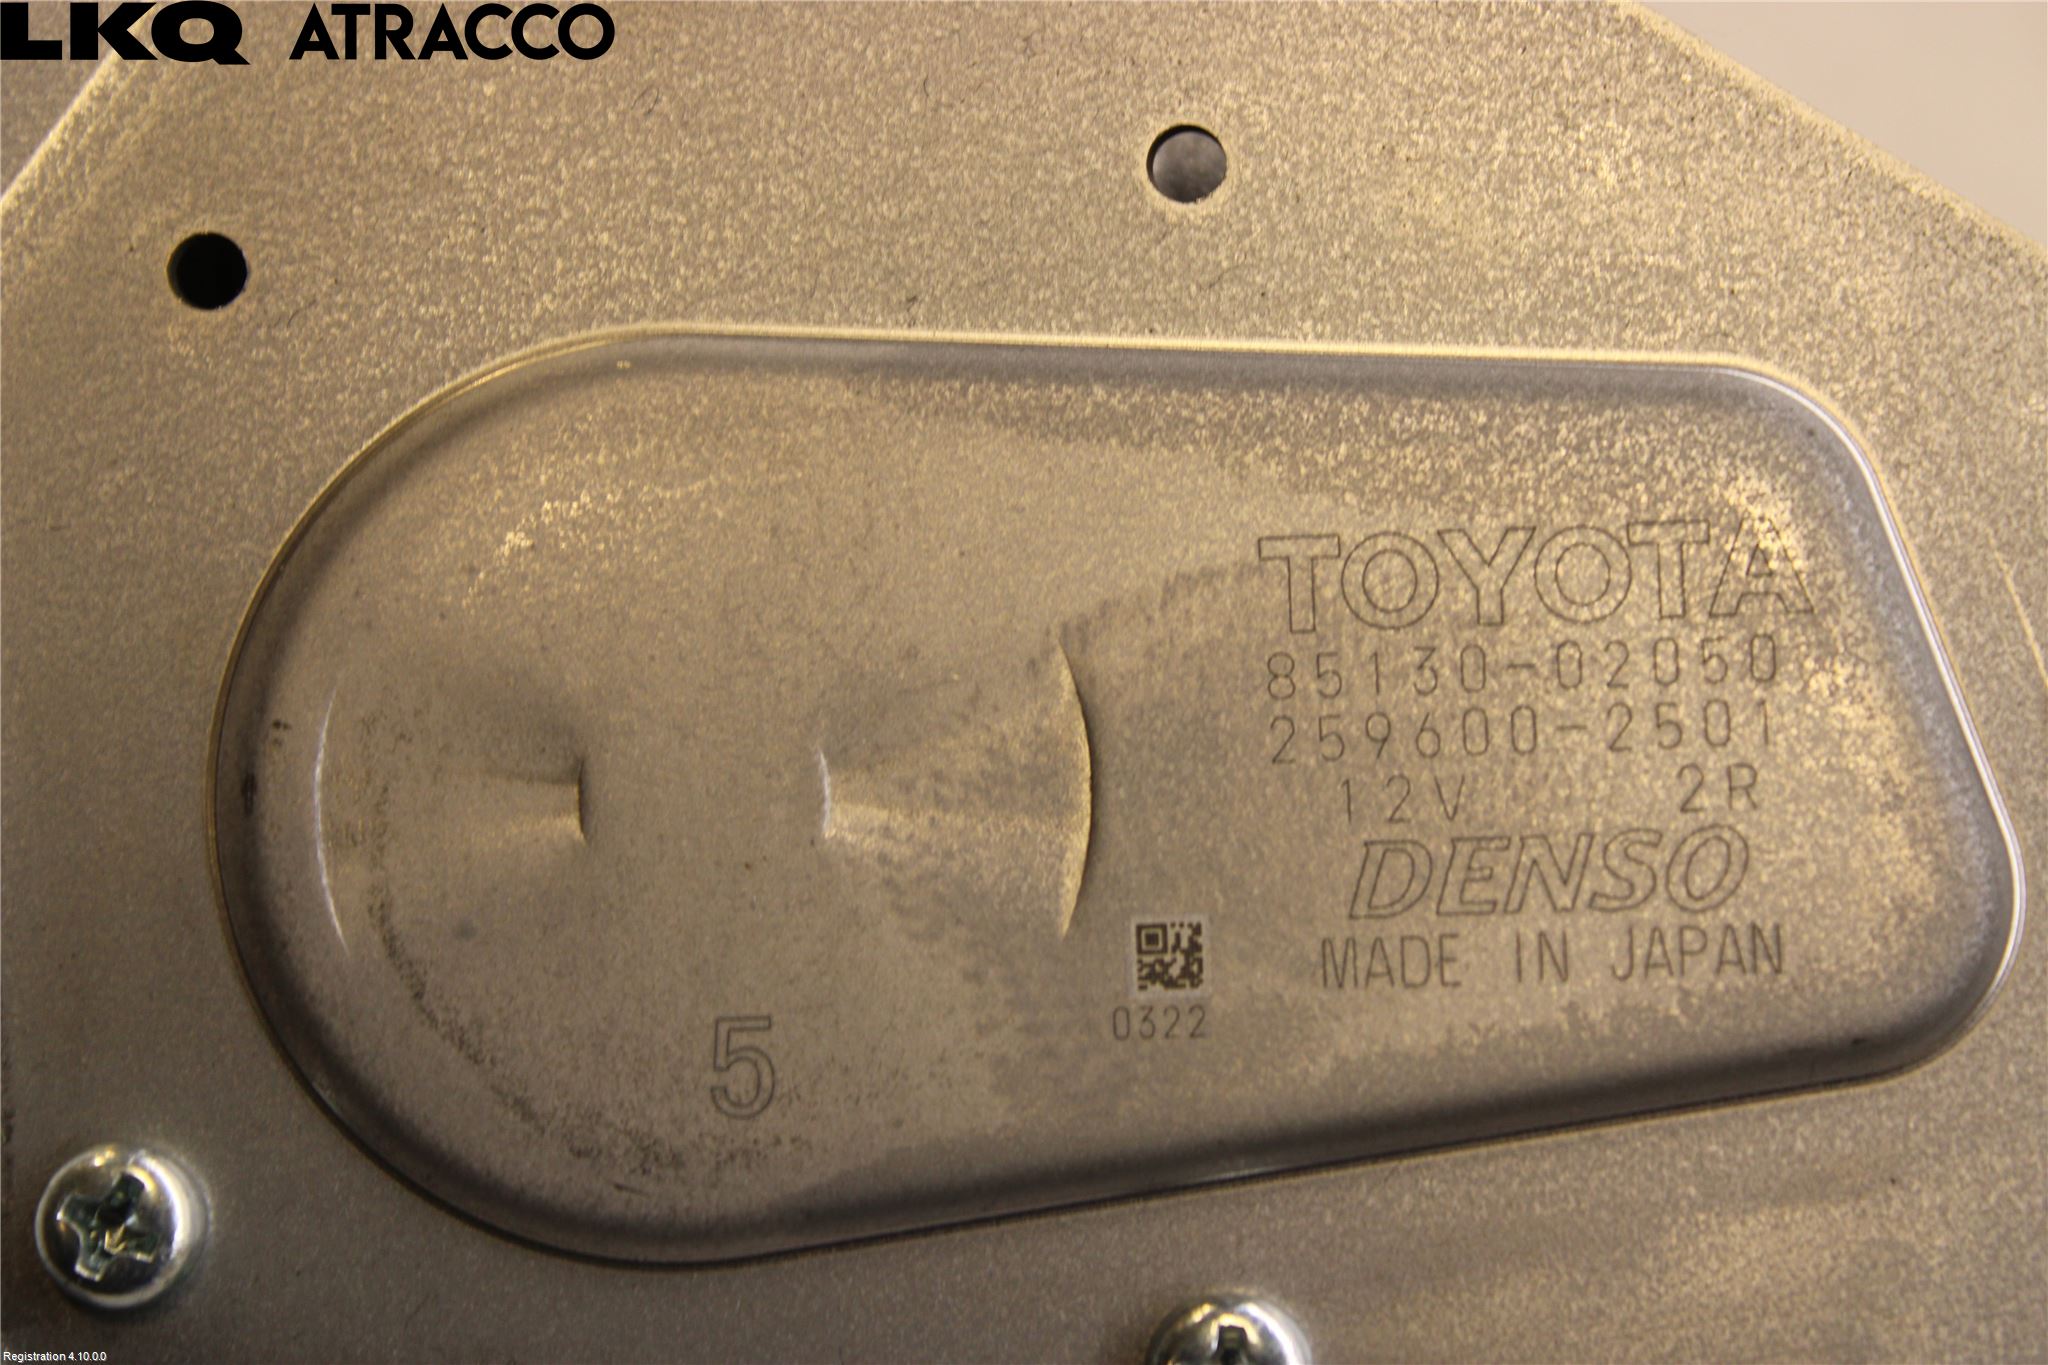 LKQ ATRACCO
TOYOTA
85130-02050
259600-2501
12V 2R
DENSO
MADE IN JAPAN
0322
5
Registration 4.10.0.0